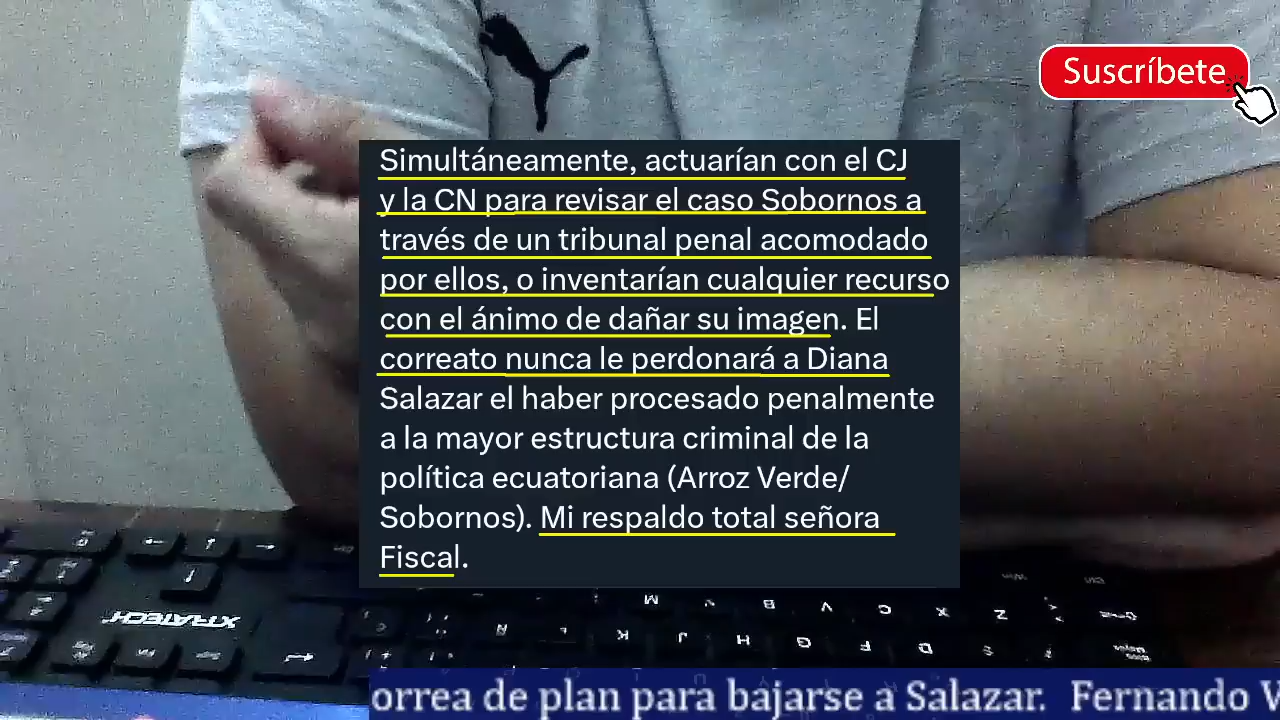 Suscríbete
Simultáneamente, actuarían con el CJ
y la CN para revisar el caso Sobornos a
través de un tribunal penal acomodado
por ellos, o inventarían cualquier recurso
con el ánimo de dañar su imagen. El
correato nunca le perdonará a Diana
Salazar el haber procesado penalmente
a la mayor estructura criminal de la
política ecuatoriana (Arroz Verde/
Sobornos). Mi respaldo total señora
Fiscal.
XTRATECH
M B V C X Z
Ñ L K J H G F D S A
orrea de plan para bajarse a Salazar. Fernando V